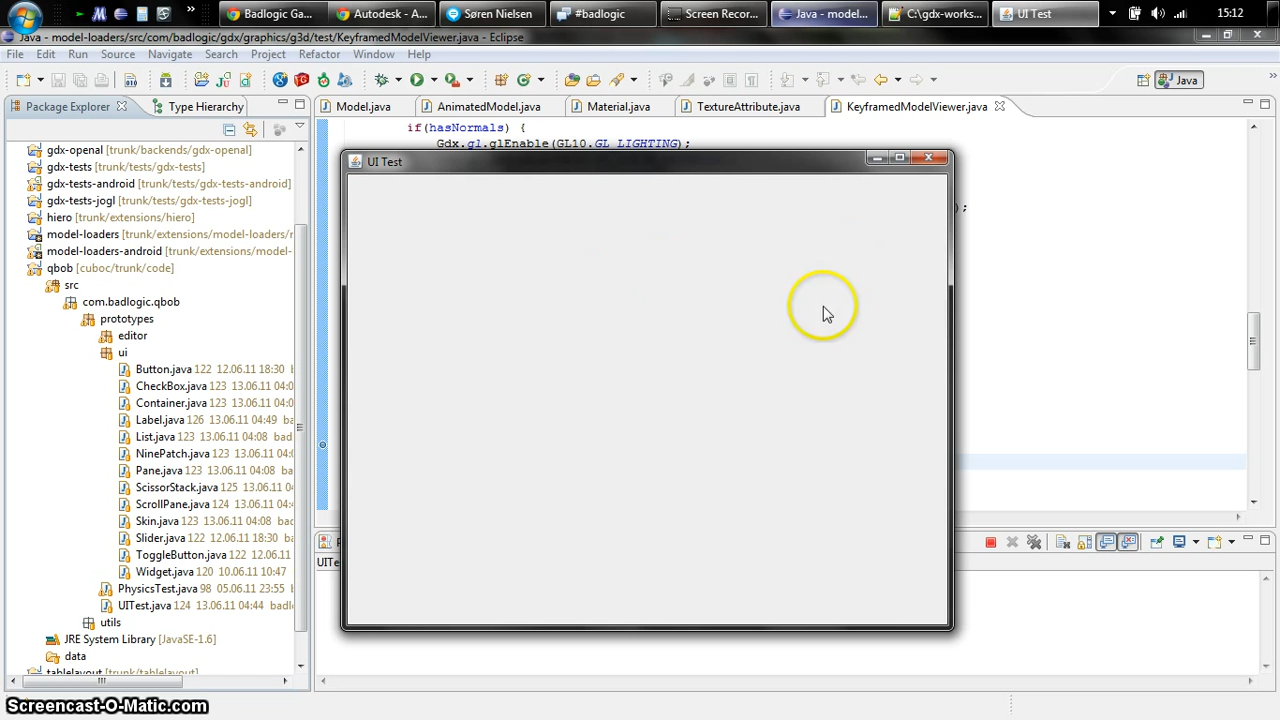 Badlogic Ga...
Autodesk - A...
Søren Nielsen
#badlogic
Screen Recor...
Java - model...
C:\gdx-works...
UI Test
15:12
Java - model-loaders/src/com/badlogic/gdx/graphics/g3d/test/KeyframedModelViewer.java - Eclipse
File Edit Run Source Navigate Search Project Refactor Window Help
Java
Package Explorer
Type Hierarchy
Model.java
AnimatedModel.java
Material.java
TextureAttribute.java
KeyframedModelViewer.java
if(hasNormals) {
Gdx.gl.glEnable(GL10.GL_LIGHTING);
);
gdx-openal [trunk/backends/gdx-openal]
gdx-tests [trunk/tests/gdx-tests]
gdx-tests-android [trunk/tests/gdx-tests-android]
gdx-tests-jogl [trunk/tests/gdx-tests-jogl]
hiero [trunk/extensions/hiero]
model-loaders [trunk/extensions/model-loaders/
model-loaders-android [trunk/extensions/model-
qbob [cuboc/trunk/code]
src
com.badlogic.qbob
prototypes
editor
ui
Button.java 122 12.06.11 18:30
CheckBox.java 123 13.06.11 04:0
Container.java 123 13.06.11 04:0
Label.java 126 13.06.11 04:49 b
List.java 123 13.06.11 04:08 bad
NinePatch.java 123 13.06.11 04:0
Pane.java 123 13.06.11 04:08 b
ScissorStack.java 125 13.06.11
ScrollPane.java 124 13.06.11 04:4
Skin.java 123 13.06.11 04:08 ba
Slider.java 122 12.06.11 18:30 b
ToggleButton.java 122 12.06.11
Widget.java 120 10.06.11 10:47
PhysicsTest.java 98 05.06.11 23:55
UITest.java 124 13.06.11 04:44 badl
utils
JRE System Library [JavaSE-1.6]
data
tablelayout
UI Test
UITe
Screencast-O-Matic.com